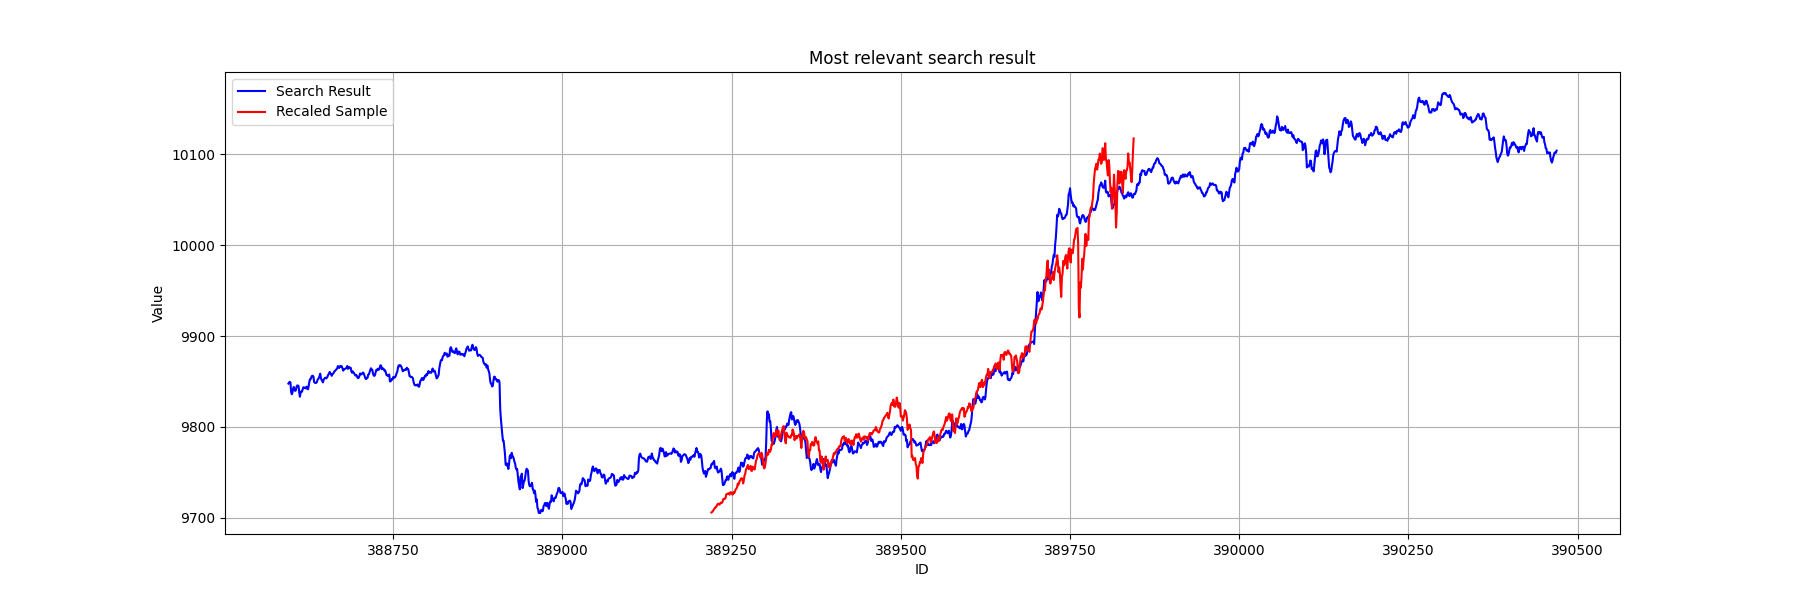 Most relevant search result
Search Result
Recaled Sample
Value
10100
10000
9900
9800
9700
388750 389000 389250 389500 389750 390000 390250 390500
ID